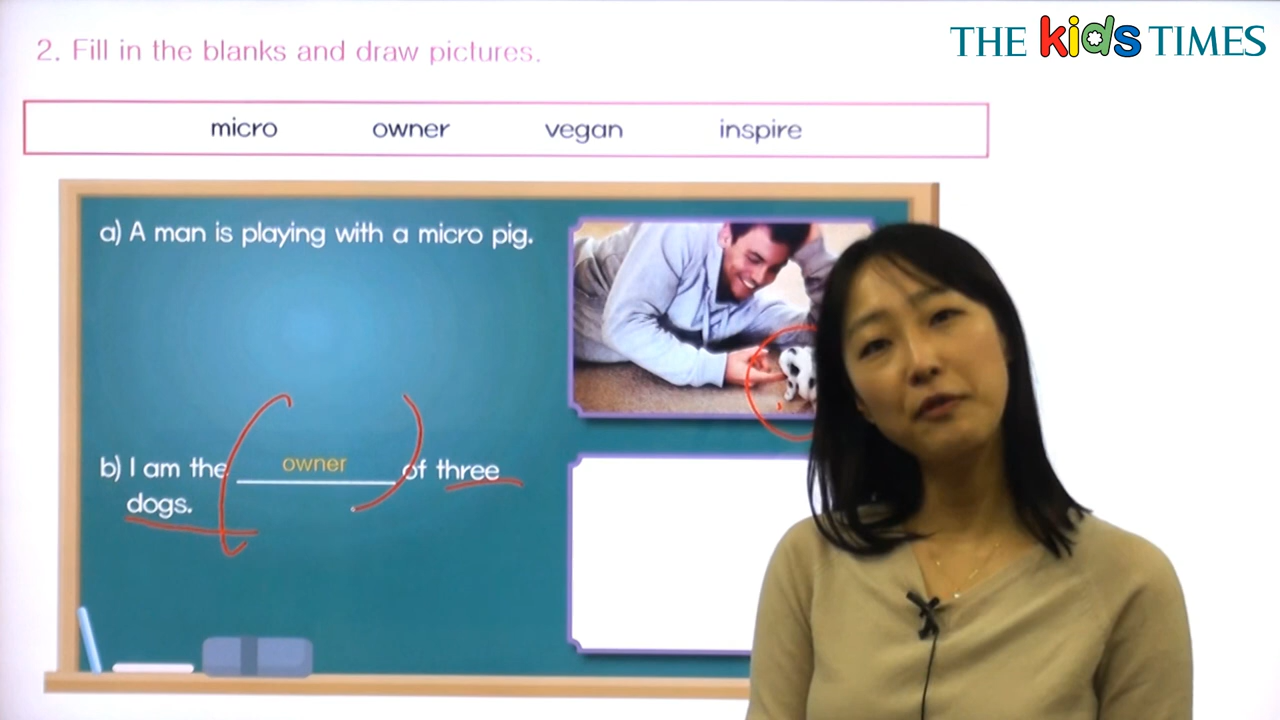 2. Fill in the blanks and draw pictures.
THE kids TIMES
micro owner vegan inspire
a) A man is playing with a micro pig.
b) I am the owner of three
dogs.